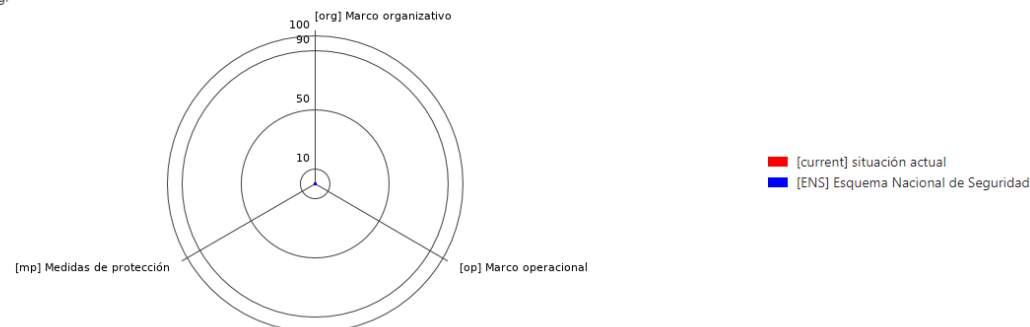 [org] Marco organizativo
100
90
50
10
[mp] Medidas de protección
[op] Marco operacional
[current] situación actual
[ENS] Esquema Nacional de Seguridad